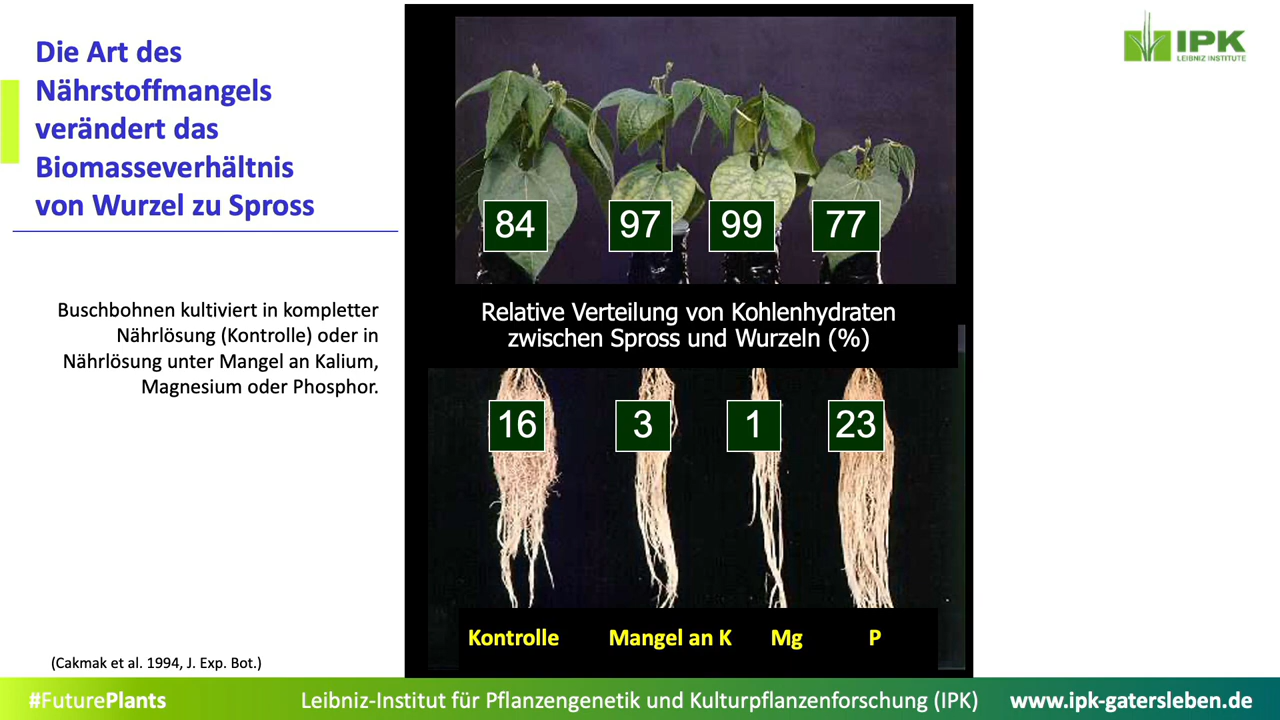 Die Art des
Nährstoffmangels
verändert das
Biomasseverhältnis
von Wurzel zu Spross
IPK
LEIBNIZ INSTITUTE
Buschbohnen kultiviert in kompletter
Nährlösung (Kontrolle) oder in
Nährlösung unter Mangel an Kalium,
Magnesium oder Phosphor.
84 97 99 77
Relative Verteilung von Kohlenhydraten
zwischen Spross und Wurzeln (%)
16 3 1 23
Kontrolle Mangel an K Mg P
(Cakmak et al. 1994, J. Exp. Bot.)
#FuturePlants Leibniz-Institut für Pflanzengenetik und Kulturpflanzenforschung (IPK) www.ipk-gatersleben.de